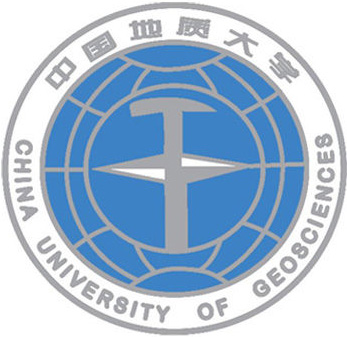 中国地质大学
CHINA UNIVERSITY OF GEOSCIENCES